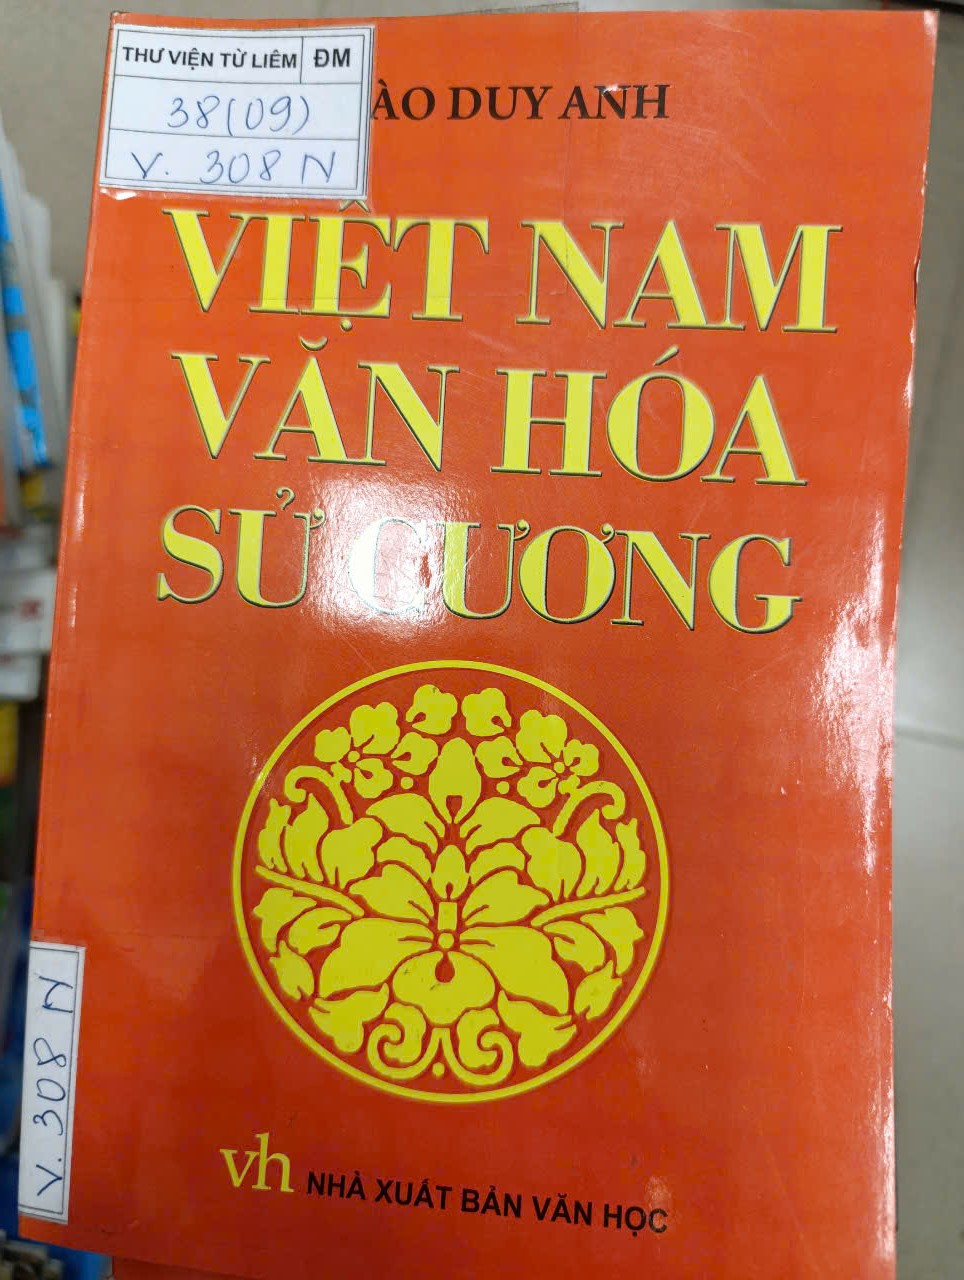 THƯ VIỆN TỪ LIÊM ĐM
38(09)
V. 308 N
ÀO DUY ANH
VIỆT NAM
VĂN HÓA
SỬ CƯƠNG
V. 308 N
vh NHÀ XUẤT BẢN VĂN HỌC